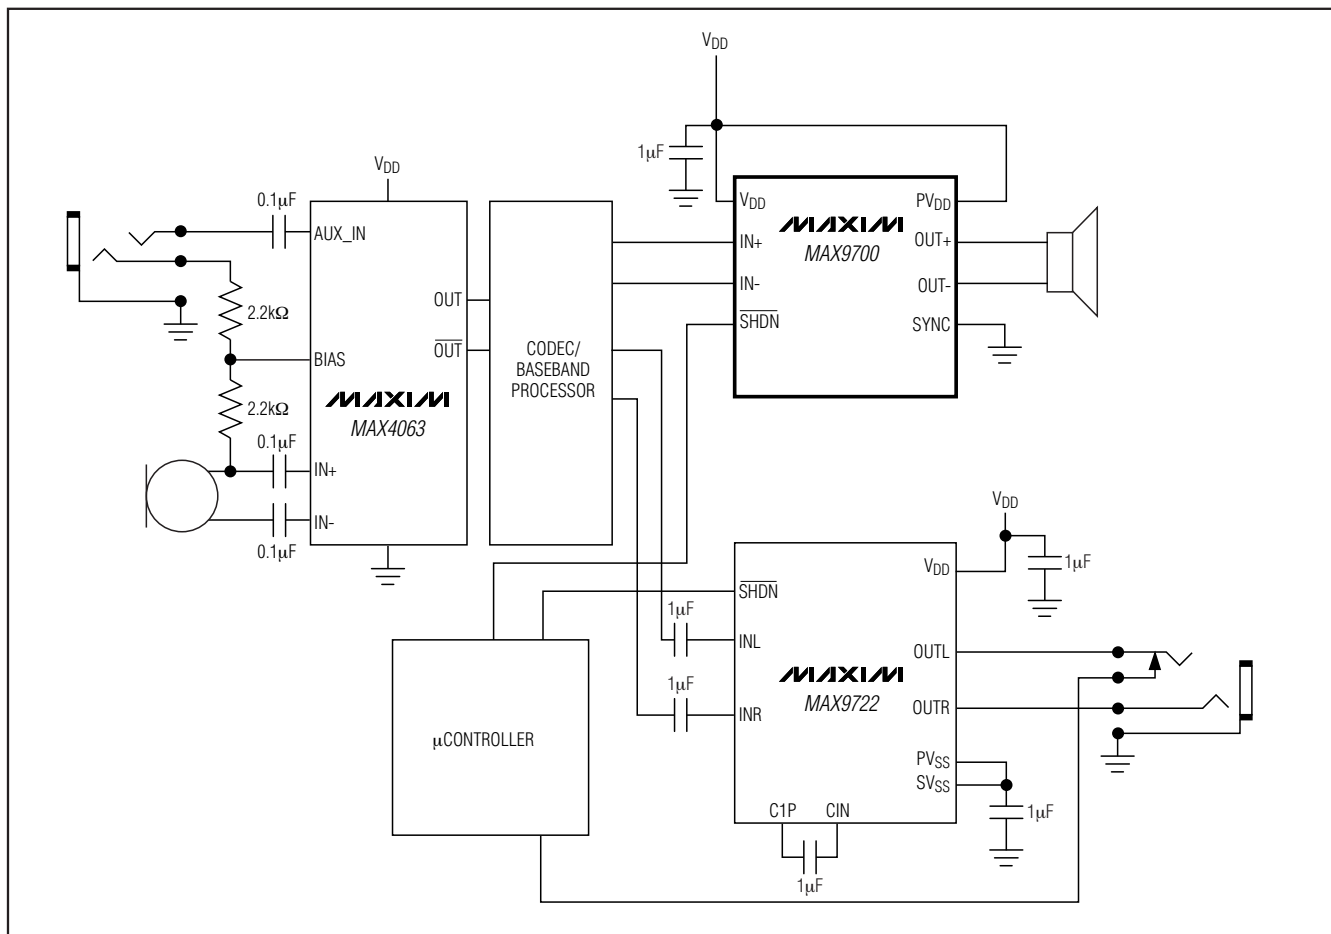 VDD
1µF
VDD
PVDD
MAXIM
MAX9700
IN+
OUT+
IN-
OUT-
SHDN
SYNC
VDD
0.1µF
AUX_IN
2.2kΩ
OUT
OUT
BIAS
MAXIM
MAX4063
2.2kΩ
0.1µF
IN+
IN-
0.1µF
CODEC/
BASEBAND
PROCESSOR
VDD
1µF
VDD
SHDN
1µF
INL
OUTL
MAXIM
MAX9722
1µF
INR
OUTR
PVSS
SVSS
1µF
C1P
CIN
1µF
µCONTROLLER